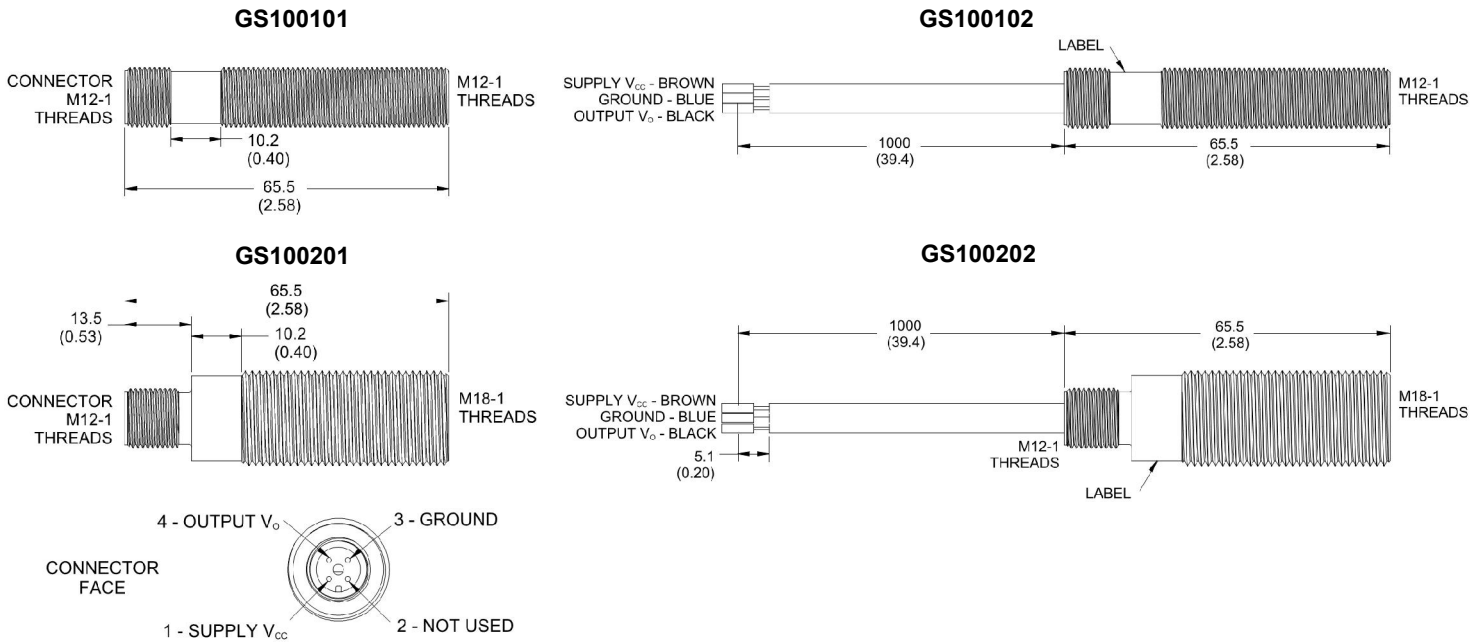 GS100101
CONNECTOR
M12-1
THREADS
M12-1
THREADS
10.2
(0.40)
65.5
(2.58)
GS100102
LABEL
SUPPLY Vcc - BROWN
GROUND - BLUE
OUTPUT Vo - BLACK
M12-1
THREADS
1000
(39.4)
65.5
(2.58)
GS100201
65.5
(2.58)
13.5
(0.53)
10.2
(0.40)
CONNECTOR
M12-1
THREADS
M18-1
THREADS
GS100202
1000
(39.4)
65.5
(2.58)
SUPPLY Vcc - BROWN
GROUND - BLUE
OUTPUT Vo - BLACK
M18-1
THREADS
5.1
(0.20)
M12-1
THREADS
LABEL
4 - OUTPUT Vo
3 - GROUND
CONNECTOR
FACE
1 - SUPPLY Vcc
2 - NOT USED